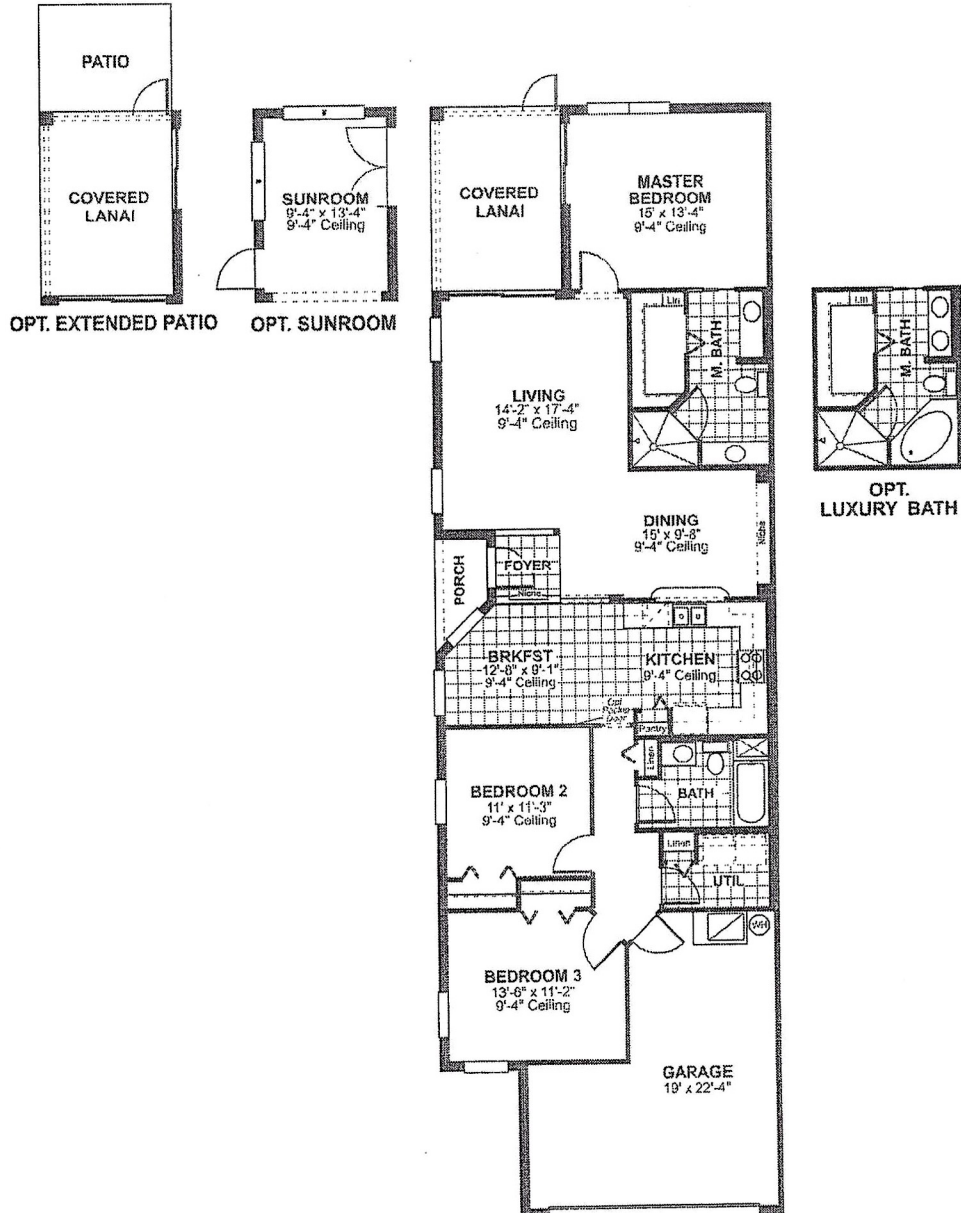 PATIO
COVERED
LANAI
OPT. EXTENDED PATIO
SUNROOM
9'-4" x 13'-4"
9'-4" Ceiling
OPT. SUNROOM
COVERED
LANAI
MASTER
BEDROOM
15' x 13'-4"
9'-4" Ceiling
Lin
M. BATH
LIVING
14'-2" x 17'-4"
9'-4" Ceiling
Lin
M. BATH
OPT.
LUXURY BATH
DINING
15' x 9'-8"
9'-4" Ceiling
Niche
PORCH
FOYER
Niche
BRKFST
12'-8" x 9'-1"
9'-4" Ceiling
KITCHEN
9'-4" Ceiling
Opt
Pocket
Door
Pantry
Linen
BATH
BEDROOM 2
11' x 11'-3"
9'-4" Ceiling
Linen
UTIL
WH
BEDROOM 3
13'-6" x 11'-2"
9'-4" Ceiling
GARAGE
19' x 22'-4"